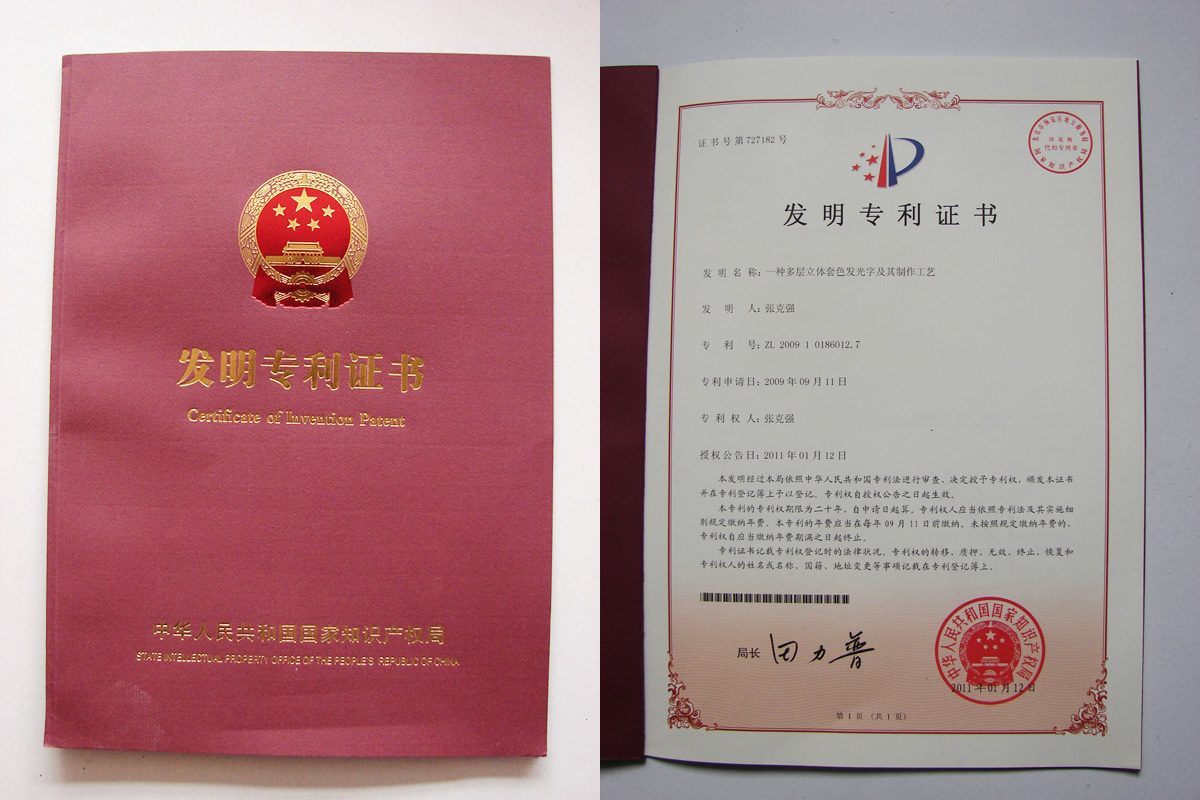 发明专利证书
Certificate of Invention Patent
中华人民共和国国家知识产权局
STATE INTELLECTUAL PROPERTY OFFICE OF THE PEOPLE'S REPUBLIC OF CHINA
证书号第727182号
发明专利证书
发明名称：一种多层立体套色发光字及其制作工艺
发明人：张克强
专利号：ZL 2009 1 0186012.7
专利申请日：2009年09月11日
专利权人：张克强
授权公告日：2011年01月12日
本发明经过本局依照中华人民共和国专利法进行审查，决定授予专利权，颁发本证书
并在专利登记簿上予以登记。专利权自授权公告之日起生效。
本专利的专利权期限为二十年，自申请日起算。专利权人应当依照专利法及其实施细
则规定缴纳年费。本专利的年费应当在每年09月11日前缴纳。未按照规定缴纳年费的，
专利权自应当缴纳年费期满之日起终止。
专利证书记载专利权登记时的法律状况。专利权的转移、质押、无效、终止、恢复和
专利权人的姓名或名称、国籍、地址变更等事项记载在专利登记簿上。
局长 田力普
中华人民共和国国家知识产权局
2011年01月12日
第1页（共1页）